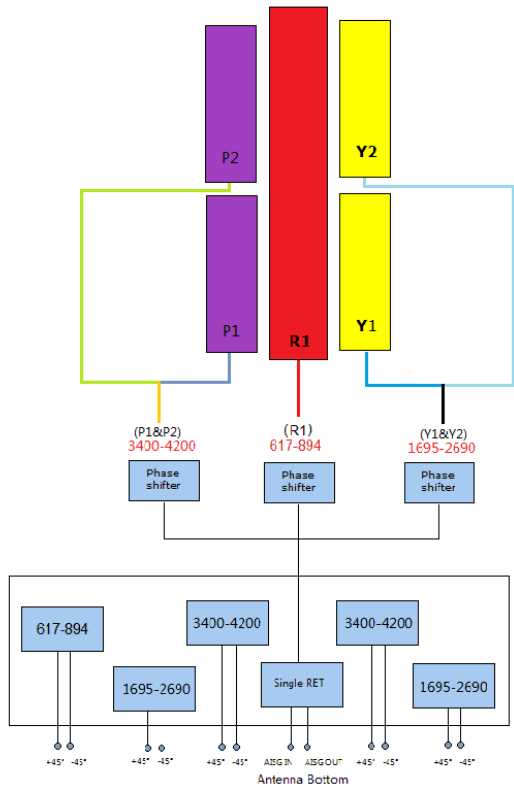 P2
Y2
P1
R1
Y1
(P1&P2)
3400-4200
(R1)
617-894
(Y1&Y2)
1695-2690
Phase
shifter
Phase
shifter
Phase
shifter
617-894
3400-4200
3400-4200
1695-2690
Single RET
1695-2690
+45° -45° +45° -45° +45° -45° AISG IN AISG OUT +45° -45° +45° -45°
Antenna Bottom